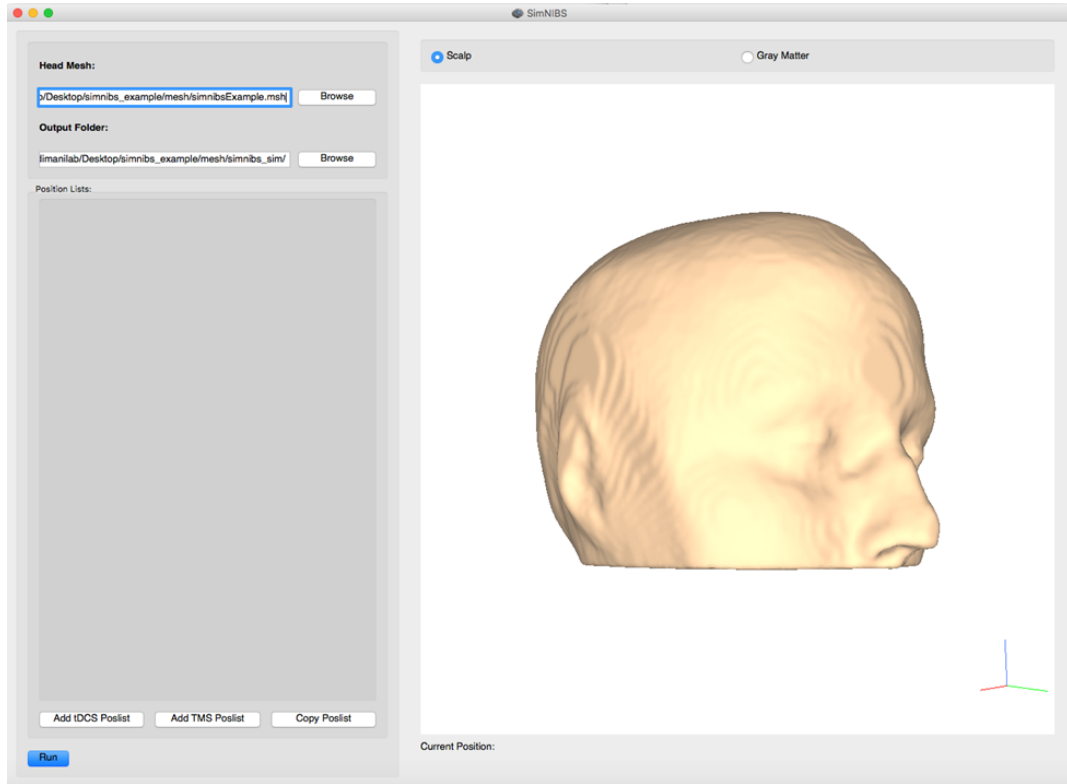 SimNIBS
Head Mesh:
o/Desktop/simnibs_example/mesh/simnibsExample.msh
Browse
Output Folder:
limanilab/Desktop/simnibs_example/mesh/simnibs_sim/
Browse
Position Lists:
Add tDCS Poslist
Add TMS Poslist
Copy Poslist
Run
Scalp
Gray Matter
Current Position: